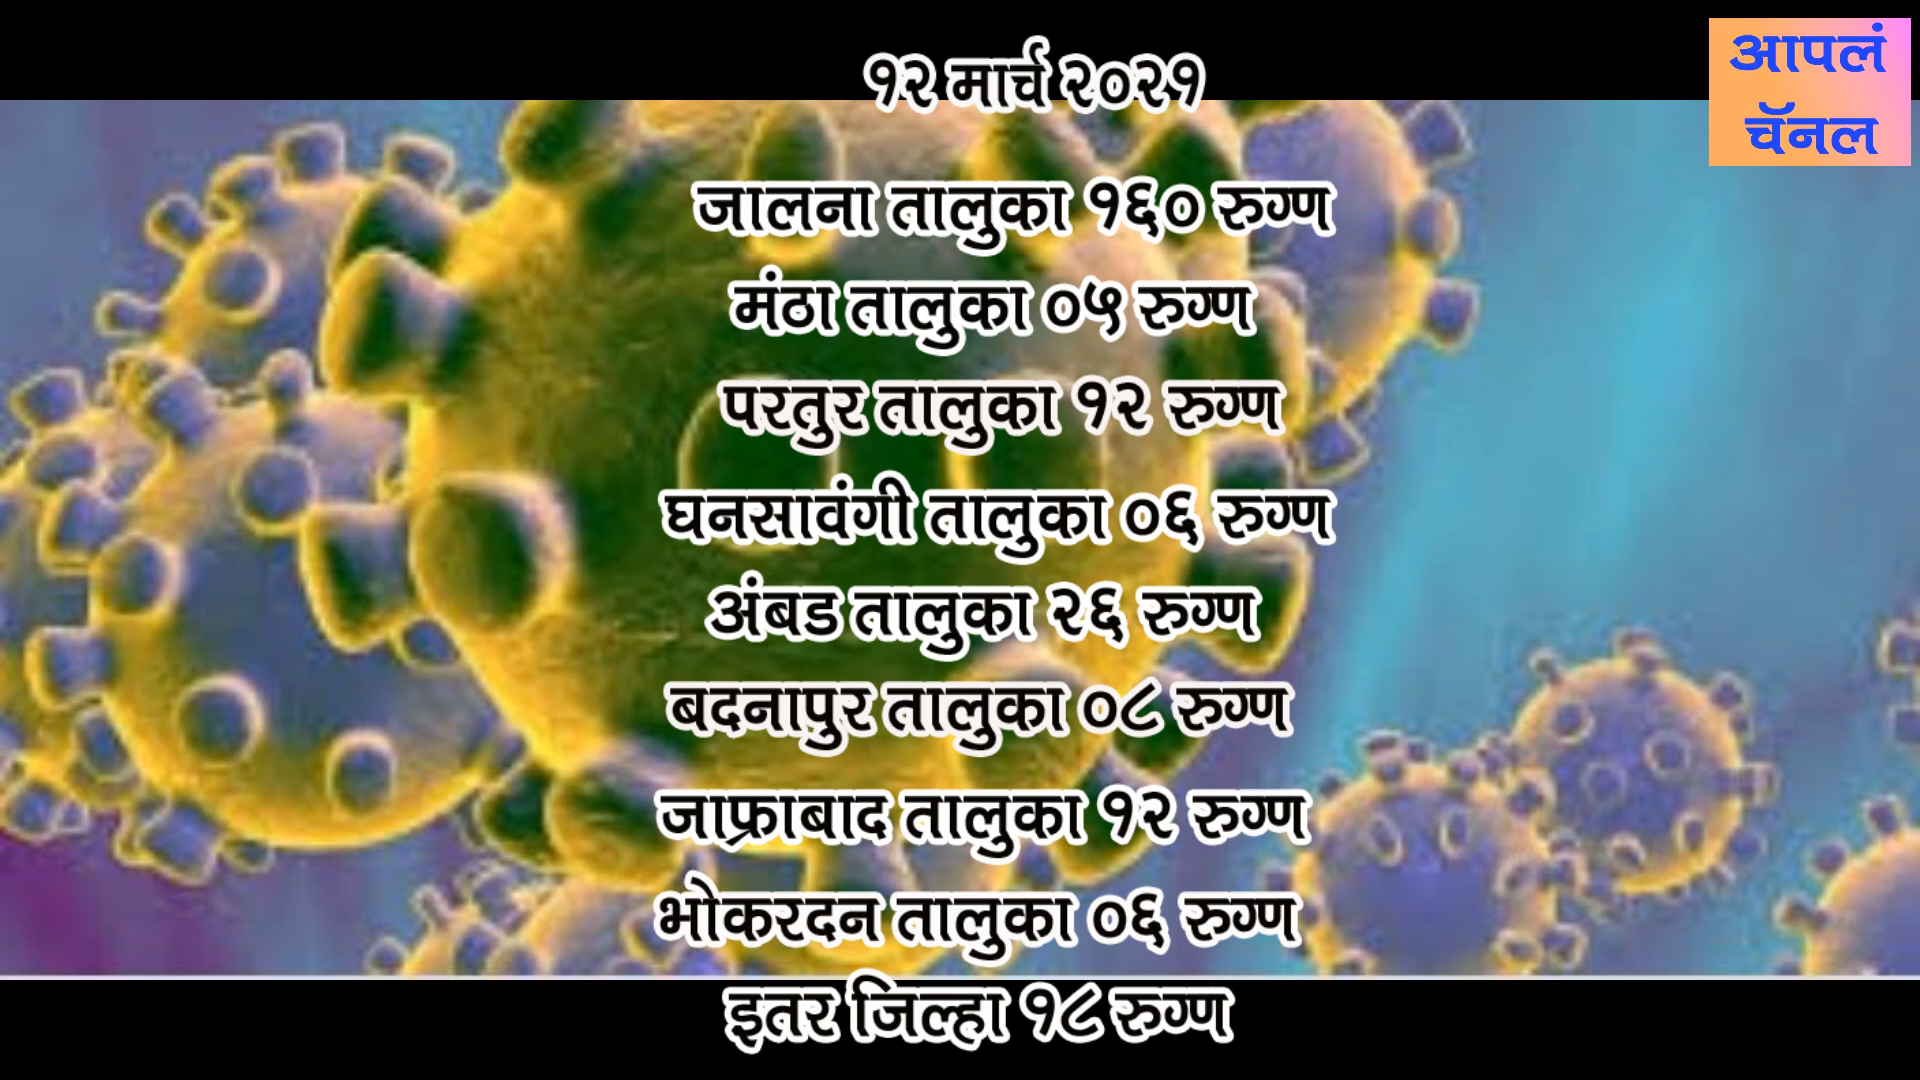 १२ मार्च २०२१
आपलं
चॅनल
जालना तालुका १६० रुग्ण
मंठा तालुका ०५ रुग्ण
परतुर तालुका १२ रुग्ण
घनसावंगी तालुका ०६ रुग्ण
अंबड तालुका २६ रुग्ण
बदनापुर तालुका ०८ रुग्ण
जाफ्राबाद तालुका १२ रुग्ण
भोकरदन तालुका ०६ रुग्ण
इतर जिल्हा १८ रुग्ण